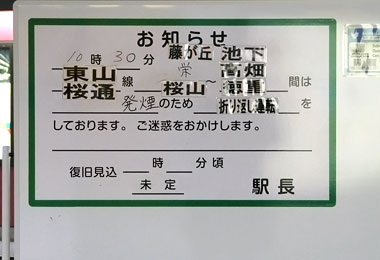 お知らせ
10時30分 藤が丘 池下
東山 栄 高畑
桜通 線 桜山～ 間は
発煙のため 折り返し運転を
しております。ご迷惑をおかけします。
復旧見込 時 分頃
未定 駅長